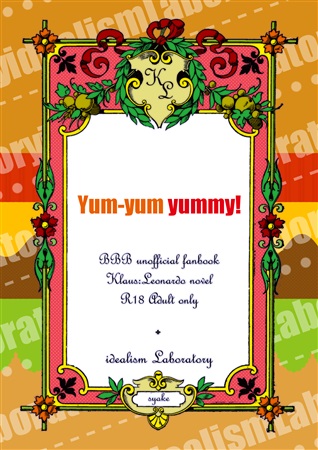 KL
Yum-yum yummy!
BBB unofficial fanbook
Klaus:Leonardo novel
R18 Adult only
idealism Laboratory
syake